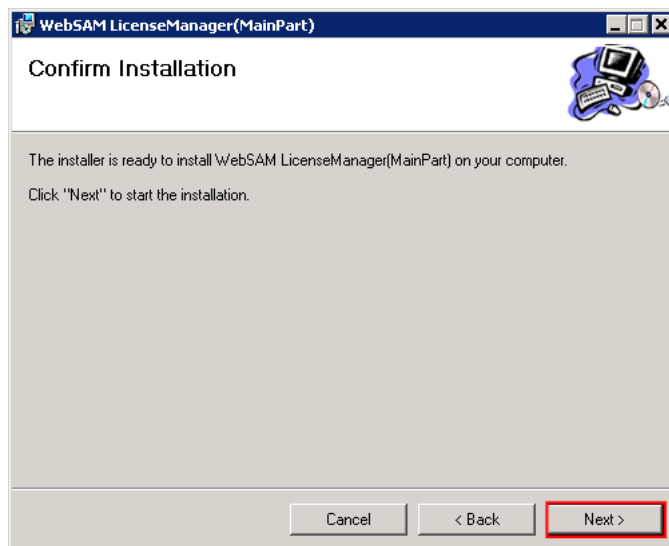 WebSAM LicenseManager(MainPart)
Confirm Installation
The installer is ready to install WebSAM LicenseManager(MainPart) on your computer.
Click "Next" to start the installation.
Cancel
< Back
Next >